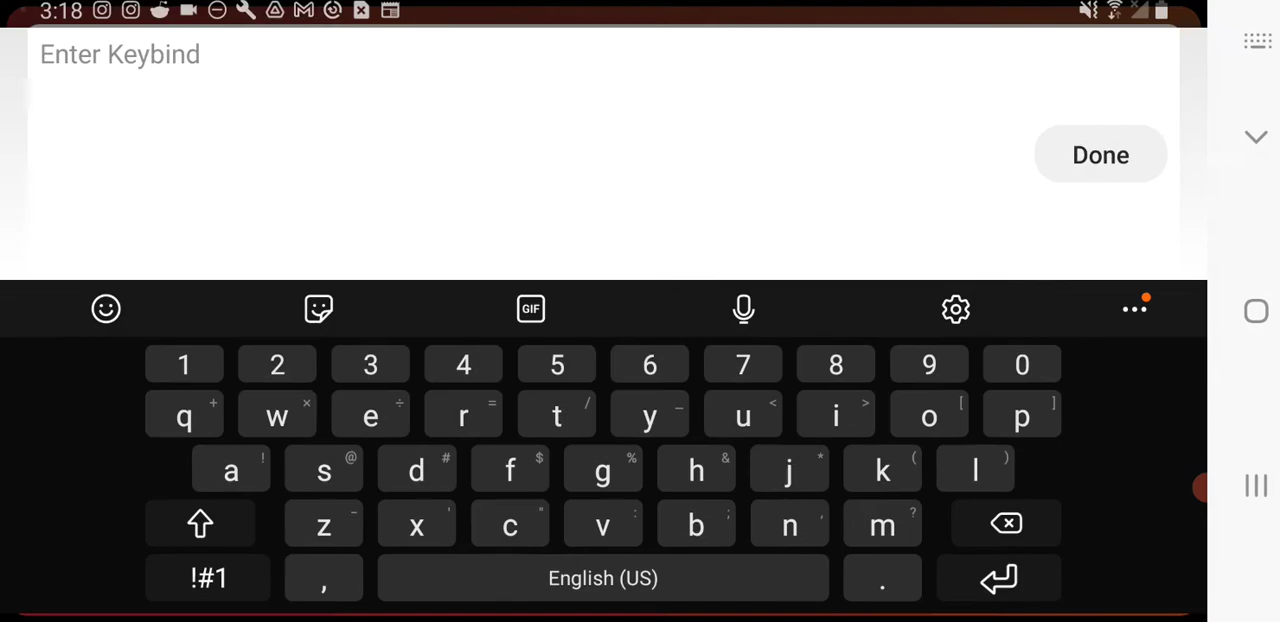 3:18
Enter Keybind
Done
GIF
1 2 3 4 5 6 7 8 9 0
q + w × e ÷ r = t / y _ u < i > o [ p ]
a ! s @ d # f $ g % h & j * k ( l )
z - x ' c " v : b ; n , m ?
!#1 , English (US) .